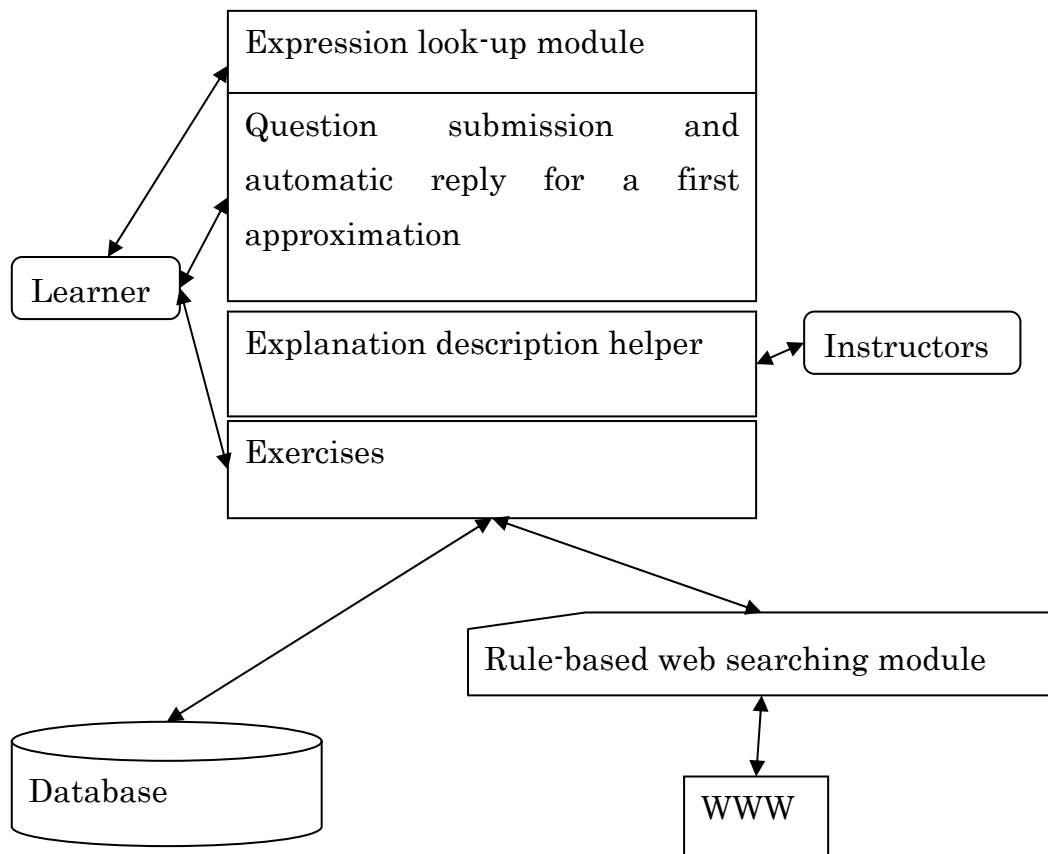 Expression look-up module
Question submission and
automatic reply for a first
approximation
Learner
Explanation description helper
Instructors
Exercises
Rule-based web searching module
Database
WWW